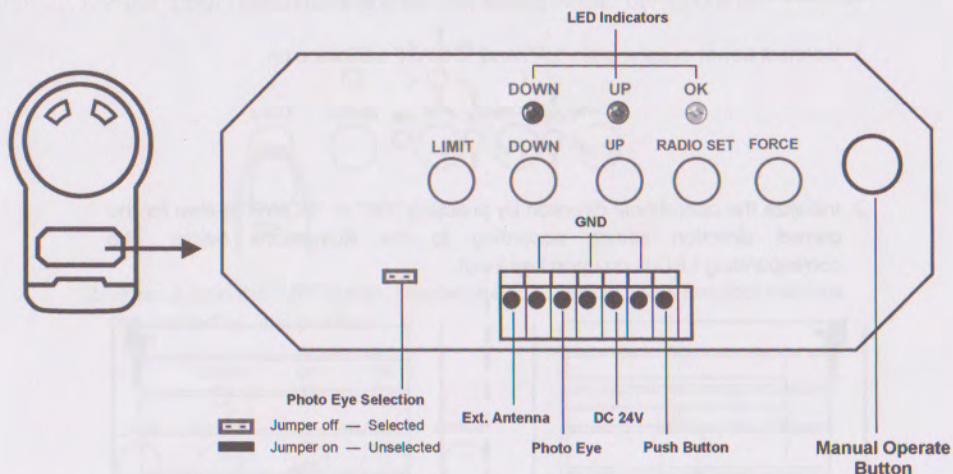 LED Indicators
DOWN UP OK
LIMIT DOWN UP RADIO SET FORCE
GND
Photo Eye Selection
Jumper off — Selected
Jumper on — Unselected
Ext. Antenna DC 24V
Photo Eye Push Button
Manual Operate
Button